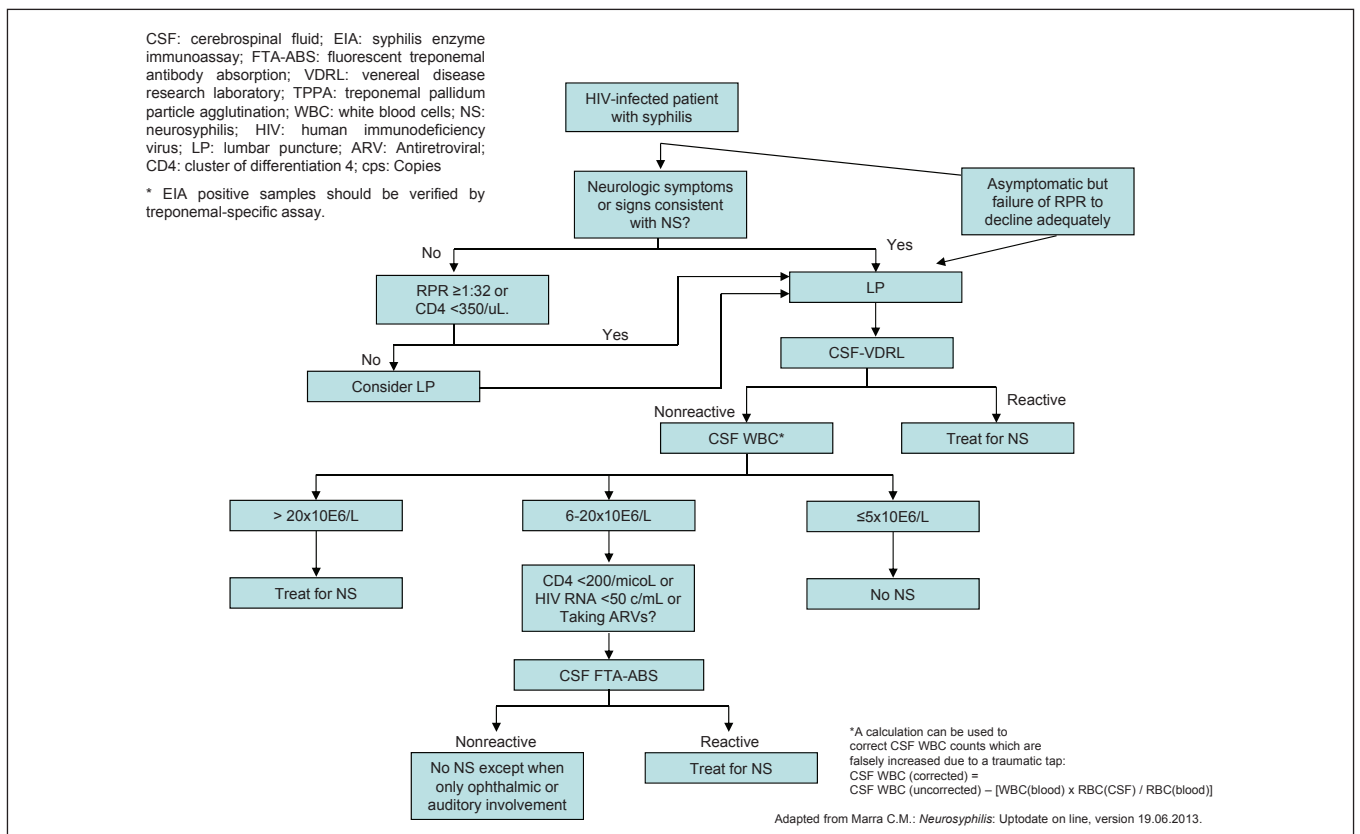 CSF: cerebrospinal fluid; EIA: syphilis enzyme
immunoassay; FTA-ABS: fluorescent treponemal
antibody absorption; VDRL: venereal disease
research laboratory; TPPA: treponemal pallidum
particle agglutination; WBC: white blood cells; NS:
neurosyphilis; HIV: human immunodeficiency
virus; LP: lumbar puncture; ARV: Antiretroviral;
CD4: cluster of differentiation 4; cps: Copies
* EIA positive samples should be verified by
treponemal-specific assay.
HIV-infected patient
with syphilis
Neurologic symptoms
or signs consistent
with NS?
Asymptomatic but
failure of RPR to
decline adequately
No
Yes
RPR ≥1:32 or
CD4 <350/uL.
LP
Yes
No
Consider LP
CSF-VDRL
Nonreactive
Reactive
CSF WBC*
Treat for NS
> 20x10E6/L
6-20x10E6/L
≤5x10E6/L
Treat for NS
CD4 <200/micoL or
HIV RNA <50 c/mL or
Taking ARVs?
No NS
CSF FTA-ABS
Nonreactive
Reactive
No NS except when
only ophthalmic or
auditory involvement
Treat for NS
*A calculation can be used to
correct CSF WBC counts which are
falsely increased due to a traumatic tap:
CSF WBC (corrected) =
CSF WBC (uncorrected) – [WBC(blood) x RBC(CSF) / RBC(blood)]
Adapted from Marra C.M.: Neurosyphilis: Uptodate on line, version 19.06.2013.